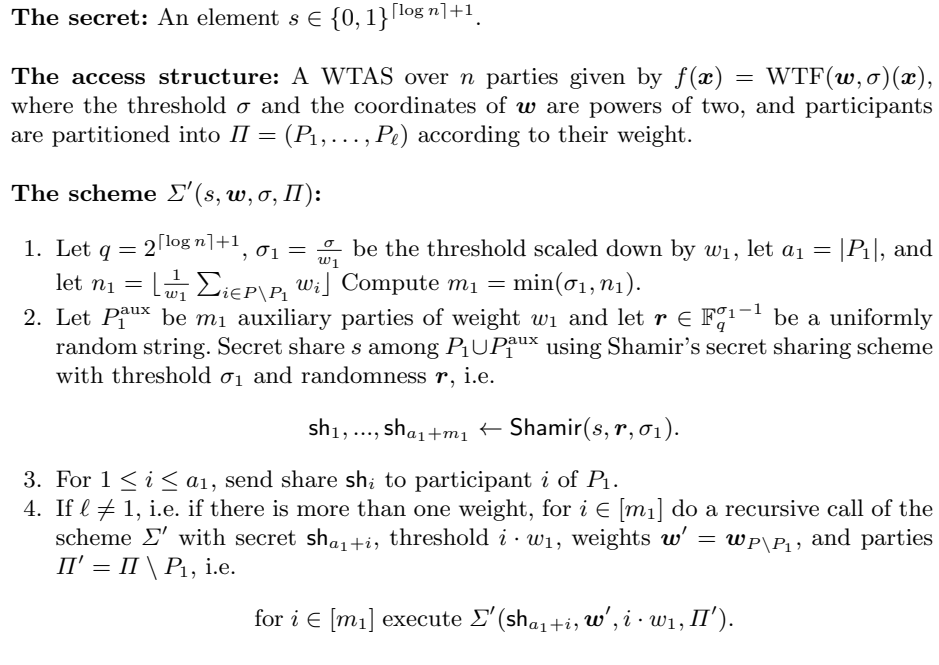 The secret: An element s ∈ {0, 1}^{⌈log n⌉+1}.
The access structure: A WTAS over n parties given by f(x) = WTF(w, σ)(x),
where the threshold σ and the coordinates of w are powers of two, and participants
are partitioned into Π = (P_1, . . . , P_ℓ) according to their weight.
The scheme Σ′(s, w, σ, Π):
1. Let q = 2^{⌈log n⌉+1}, σ_1 = \frac{σ}{w_1} be the threshold scaled down by w_1, let a_1 = |P_1|, and
let n_1 = ⌊\frac{1}{w_1} ∑_{i∈P\P_1} w_i⌋ Compute m_1 = min(σ_1, n_1).
2. Let P_1^{aux} be m_1 auxiliary parties of weight w_1 and let r ∈ 𝔽_q^{σ_1−1} be a uniformly
random string. Secret share s among P_1∪P_1^{aux} using Shamir's secret sharing scheme
with threshold σ_1 and randomness r, i.e.
sh_1, ..., sh_{a_1+m_1} ← Shamir(s, r, σ_1).
3. For 1 ≤ i ≤ a_1, send share sh_i to participant i of P_1.
4. If ℓ ≠ 1, i.e. if there is more than one weight, for i ∈ [m_1] do a recursive call of the
scheme Σ′ with secret sh_{a_1+i}, threshold i · w_1, weights w′ = w_{P\P_1}, and parties
Π′ = Π \ P_1, i.e.
for i ∈ [m_1] execute Σ′(sh_{a_1+i}, w′, i · w_1, Π′).